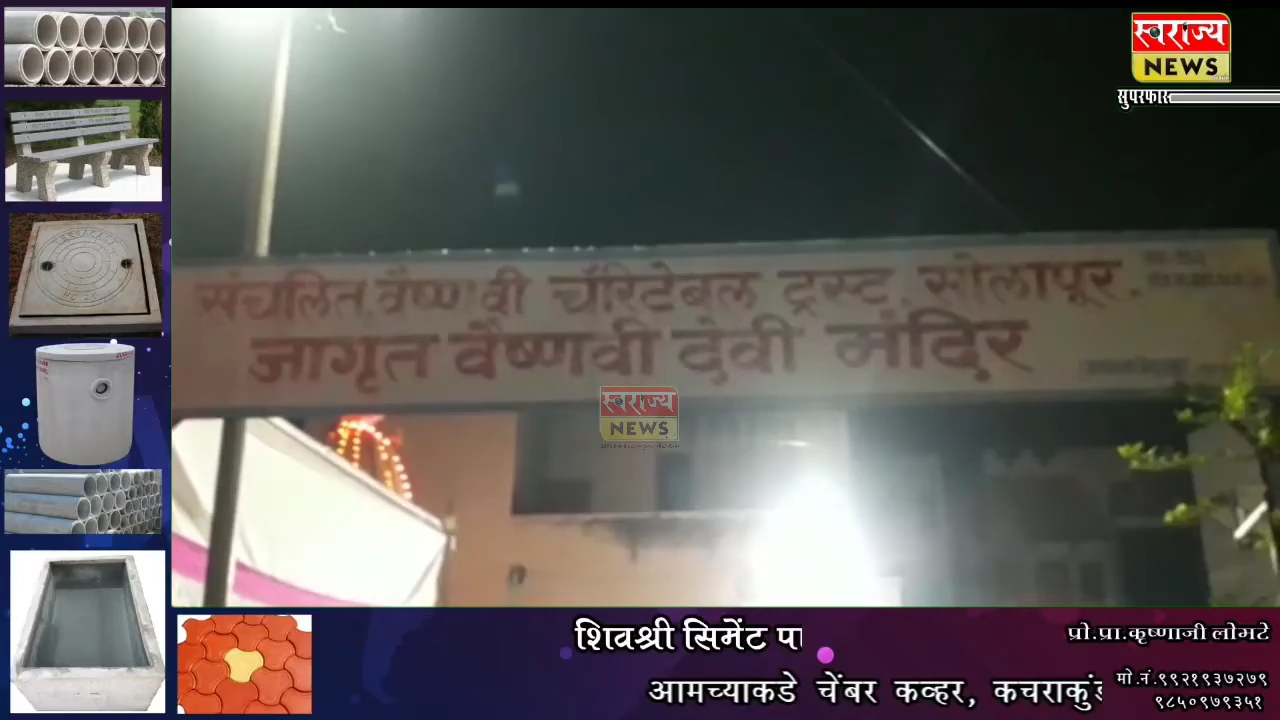 स्वराज्य
NEWS
सुपरफास्ट
संचलित, वैष्णवी चॅरिटेबल ट्रस्ट, सोलापूर.
जागृत वैष्णवी देवी मंदिर
स्वराज्य
NEWS
शिवश्री सिमेंट पा
प्रो.प्रा.कृष्णाजी लोमटे
आमच्याकडे चेंबर कव्हर, कचराकुंड
मो.नं.९९२१९३७२७९
९८५०९७९३५१